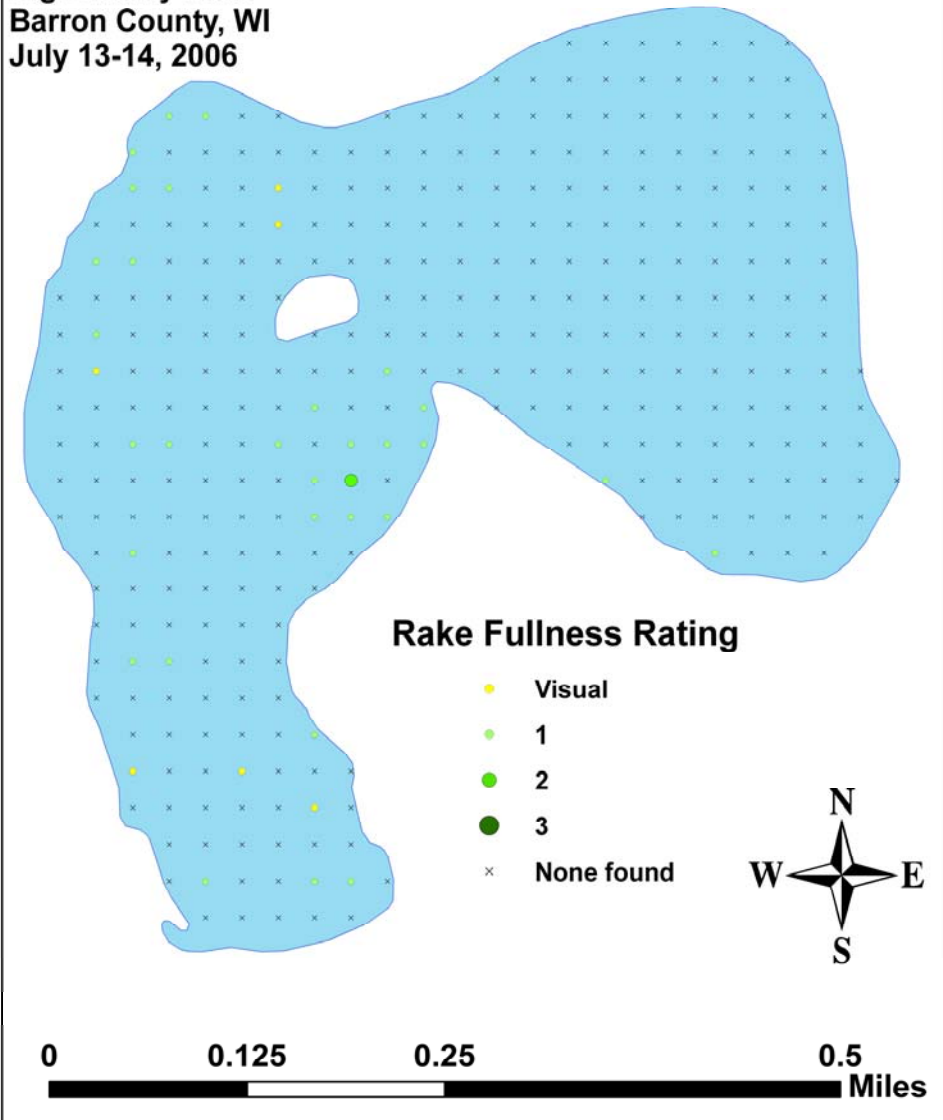 Barron County, WI
July 13-14, 2006
Rake Fullness Rating
Visual
1
2
3
None found
N
W E
S
0 0.125 0.25 0.5
Miles